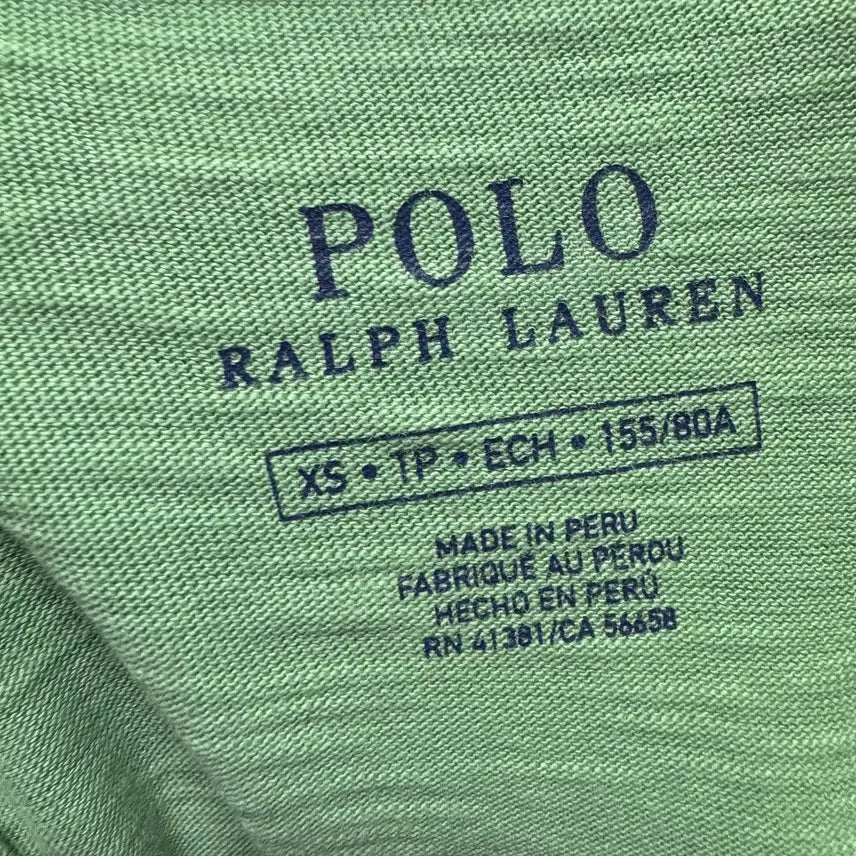 POLO
RALPH LAUREN
XS • TP • ECH • 155/80A
MADE IN PERU
FABRIQUÉ AU PÉROU
HECHO EN PERÚ
RN 41381/CA 56658